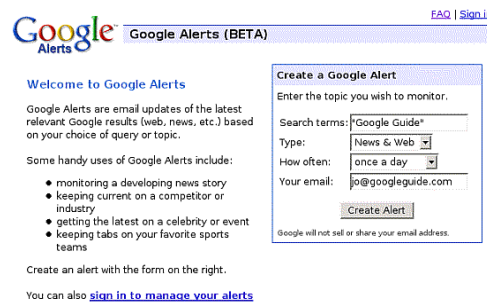 FAQ | Sign i
Google
Alerts
Google Alerts (BETA)
Welcome to Google Alerts
Google Alerts are email updates of the latest
relevant Google results (web, news, etc.) based
on your choice of query or topic.
Some handy uses of Google Alerts include:
monitoring a developing news story
keeping current on a competitor or
industry
getting the latest on a celebrity or event
keeping tabs on your favorite sports
teams
Create an alert with the form on the right.
You can also sign in to manage your alerts
Create a Google Alert
Enter the topic you wish to monitor.
Search terms: "Google Guide"
Type: News & Web
How often: once a day
Your email: jo@googleguide.com
Create Alert
Google will not sell or share your email address.